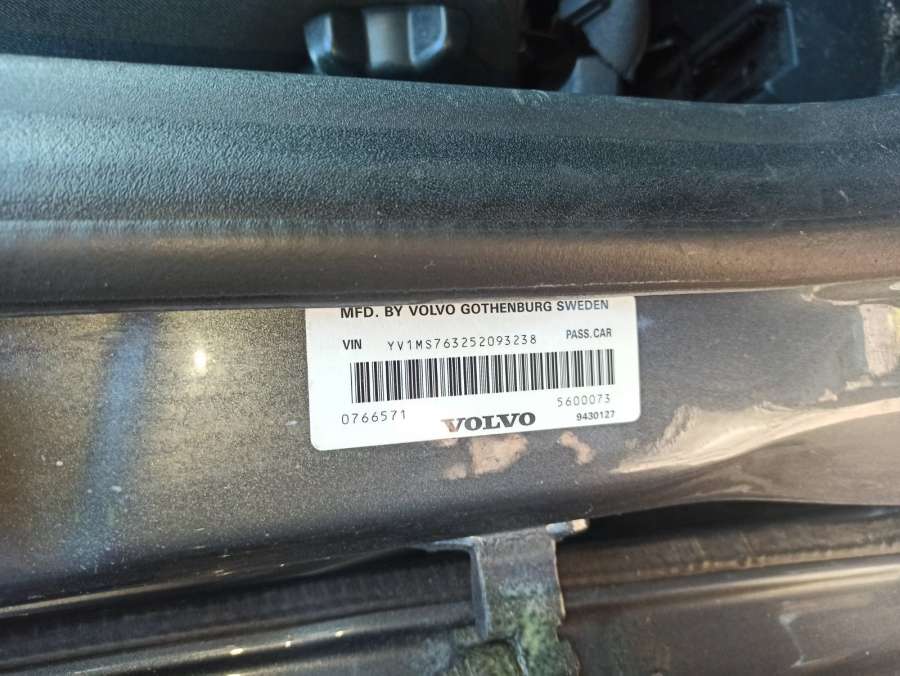 MFD. BY VOLVO GOTHENBURG SWEDEN
VIN YV1MS763252093238 PASS. CAR
0766571 5600073
VOLVO 9430127